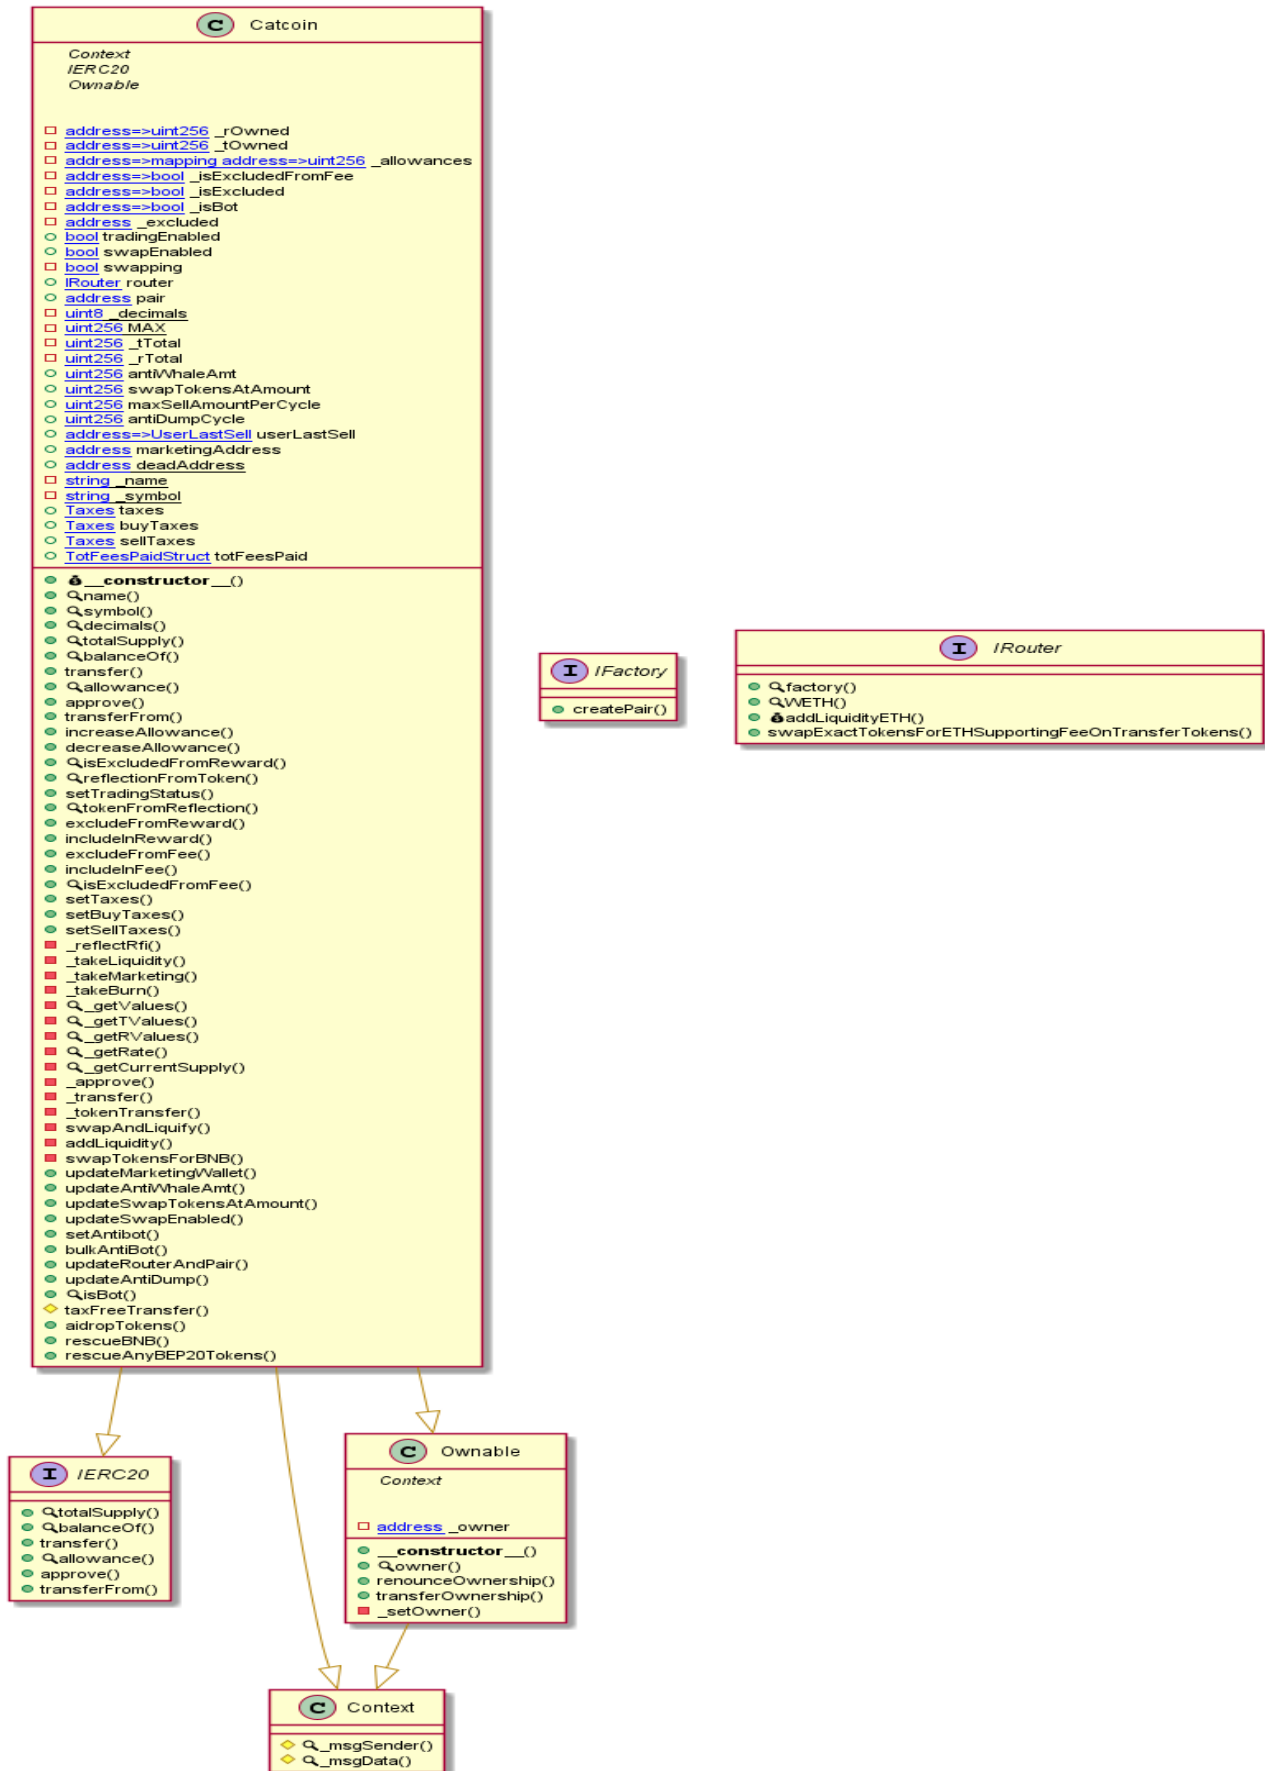 C Catcoin
Context
IERC20
Ownable
address=>uint256 _rOwned
address=>uint256 _tOwned
address=>mapping address=>uint256 _allowances
address=>bool _isExcludedFromFee
address=>bool _isExcluded
address=>bool _isBot
address _excluded
bool tradingEnabled
bool swapEnabled
bool swapping
IRouter router
address pair
uint8 _decimals
uint256 MAX
uint256 _tTotal
uint256 _rTotal
uint256 antiWhaleAmt
uint256 swapTokensAtAmount
uint256 maxSellAmountPerCycle
uint256 antiDumpCycle
address=>UserLastSell userLastSell
address marketingAddress
address deadAddress
string _name
string _symbol
Taxes taxes
Taxes buyTaxes
Taxes sellTaxes
TotFeesPaidStruct totFeesPaid
__constructor__()
name()
symbol()
decimals()
totalSupply()
balanceOf()
transfer()
allowance()
approve()
transferFrom()
increaseAllowance()
decreaseAllowance()
isExcludedFromReward()
reflectionFromToken()
setTradingStatus()
tokenFromReflection()
excludeFromReward()
includeInReward()
excludeFromFee()
includeInFee()
isExcludedFromFee()
setTaxes()
setBuyTaxes()
setSellTaxes()
_reflectRfi()
_takeLiquidity()
_takeMarketing()
_takeBurn()
_getValues()
_getTValues()
_getRValues()
_getRate()
_getCurrentSupply()
_approve()
_transfer()
_tokenTransfer()
swapAndLiquify()
addLiquidity()
swapTokensForBNB()
updateMarketingWallet()
updateAntiWhaleAmt()
updateSwapTokensAtAmount()
updateSwapEnabled()
setAntibot()
bulkAntiBot()
updateRouterAndPair()
updateAntiDump()
isBot()
taxFreeTransfer()
aidropTokens()
rescueBNB()
rescueAnyBEP20Tokens()
I IFactory
createPair()
I IRouter
factory()
WETH()
addLiquidityETH()
swapExactTokensForETHSupportingFeeOnTransferTokens()
I IERC20
totalSupply()
balanceOf()
transfer()
allowance()
approve()
transferFrom()
C Ownable
Context
address _owner
__constructor__()
owner()
renounceOwnership()
transferOwnership()
_setOwner()
C Context
_msgSender()
_msgData()